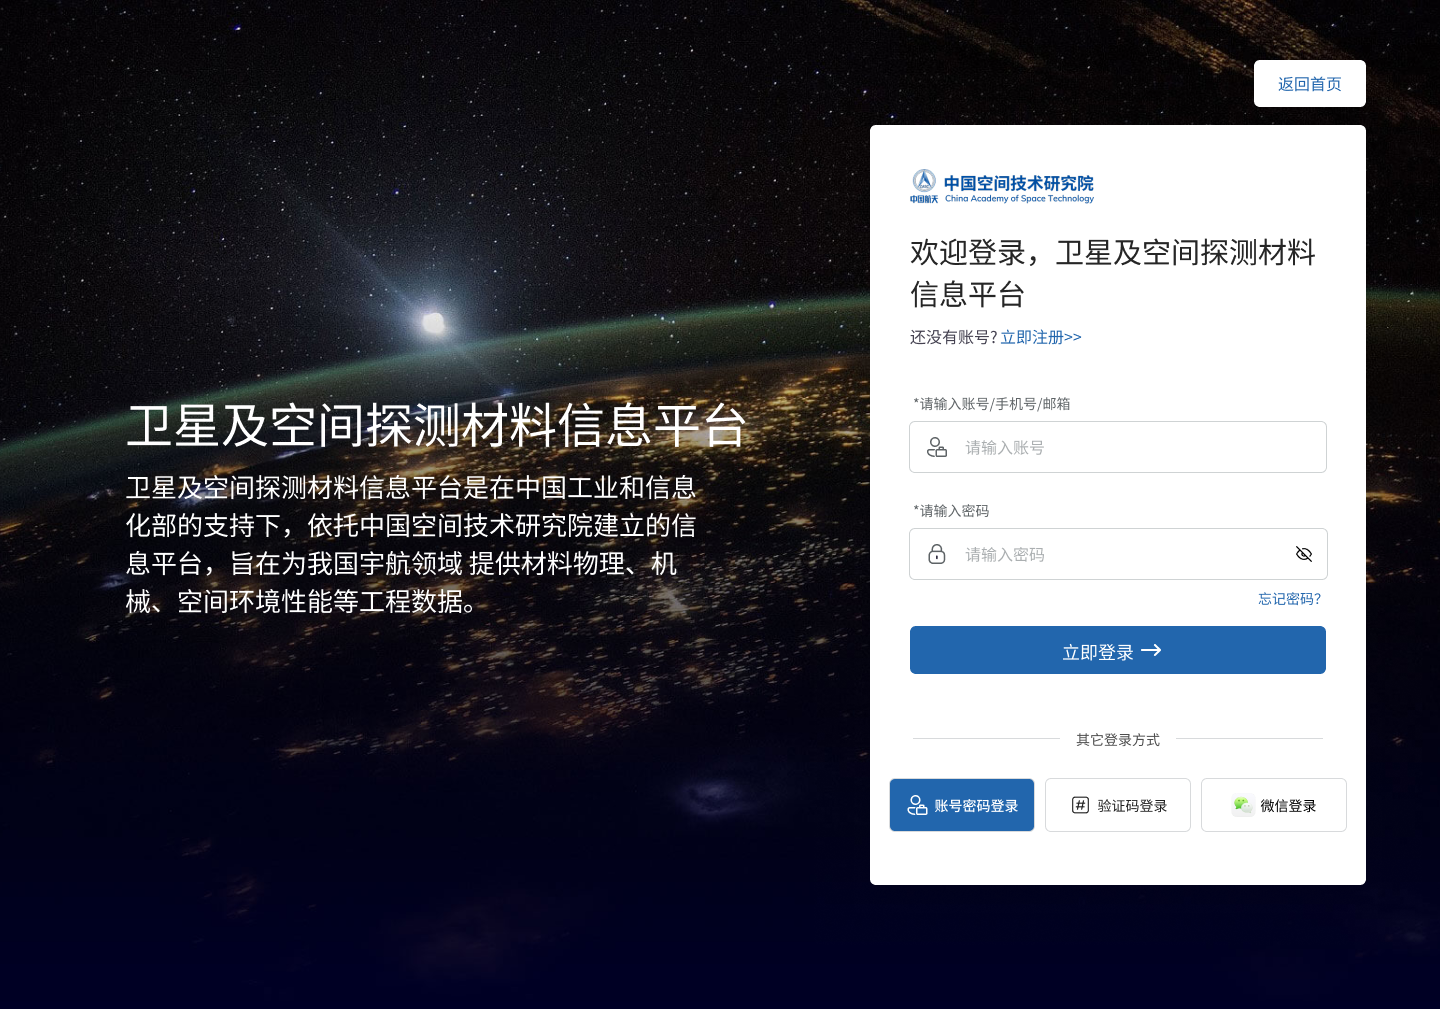 返回首页
中国空间技术研究院
中国航天 China Academy of Space Technology
欢迎登录，卫星及空间探测材料
信息平台
还没有账号？立即注册>>
*请输入账号/手机号/邮箱
请输入账号
*请输入密码
请输入密码
忘记密码？
立即登录
其它登录方式
账号密码登录 验证码登录 微信登录
卫星及空间探测材料信息平台
卫星及空间探测材料信息平台是在中国工业和信息
化部的支持下，依托中国空间技术研究院建立的信
息平台，旨在为我国宇航领域 提供材料物理、机
械、空间环境性能等工程数据。